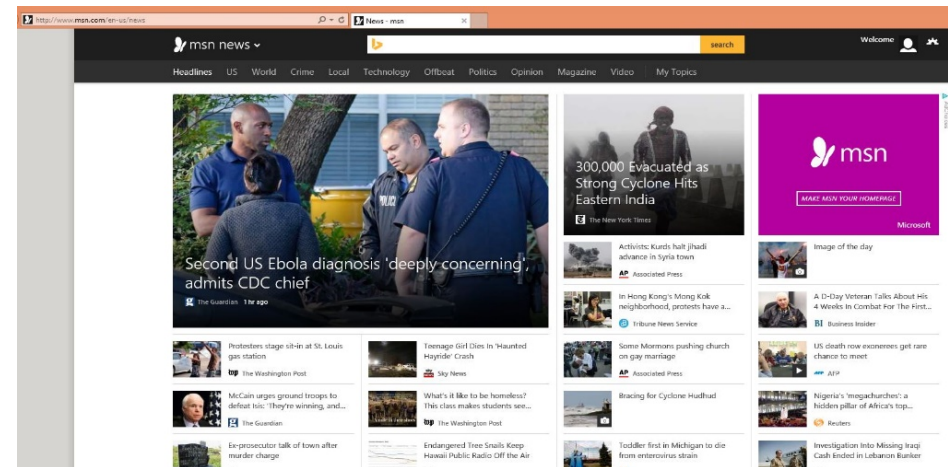 http://www.msn.com/en-us/news
News - msn
msn news
search
Welcome
Headlines US World Crime Local Technology Offbeat Politics Opinion Magazine Video My Topics
Second US Ebola diagnosis 'deeply concerning',
admits CDC chief
The Guardian 1 hr ago
300,000 Evacuated as
Strong Cyclone Hits
Eastern India
The New York Times
msn
MAKE MSN YOUR HOMEPAGE
Microsoft
Protesters stage sit-in at St. Louis
gas station
wp The Washington Post
McCain urges ground troops to
defeat Isis: 'They're winning, and...
The Guardian
Ex-prosecutor talk of town after
murder charge
Teenage Girl Dies In 'Haunted
Hayride' Crash
Sky News
What's it like to be homeless?
This class makes students see...
wp The Washington Post
Endangered Tree Snails Keep
Hawaii Public Radio Off the Air
Activists: Kurds halt jihadi
advance in Syria town
AP Associated Press
In Hong Kong's Mong Kok
neighborhood, protests have a...
Tribune News Service
Some Mormons pushing church
on gay marriage
AP Associated Press
Bracing for Cyclone Hudhud
Toddler first in Michigan to die
from enterovirus strain
Image of the day
A D-Day Veteran Talks About His
4 Weeks In Combat For The First...
BI Business Insider
US death row exonerees get rare
chance to meet
AFP AFP
Nigeria's 'megachurches': a
hidden pillar of Africa's top...
Reuters
Investigation Into Missing Iraqi
Cash Ended in Lebanon Bunker